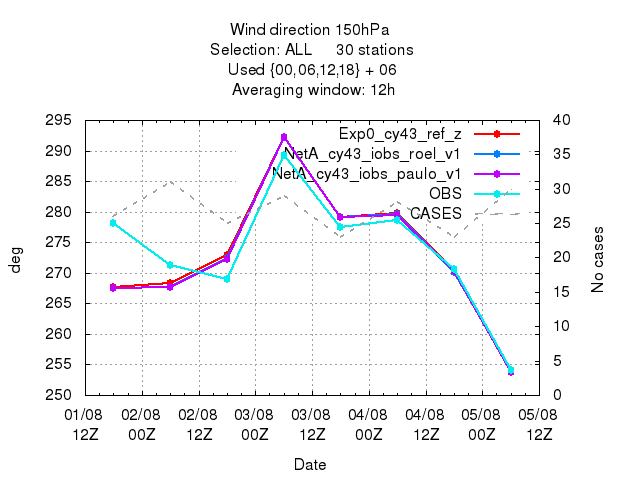 Wind direction 150hPa
Selection: ALL 30 stations
Used {00,06,12,18} + 06
Averaging window: 12h
Exp0_cy43_ref_z
NetA_cy43_iobs_roel_v1
NetA_cy43_iobs_paulo_v1
OBS
CASES
295
290
285
280
275
270
265
260
255
250
deg
40
35
30
25
20
15
10
5
0
No cases
01/08 02/08 02/08 03/08 03/08 04/08 04/08 05/08 05/08
12Z 00Z 12Z 00Z 12Z 00Z 12Z 00Z 12Z
Date